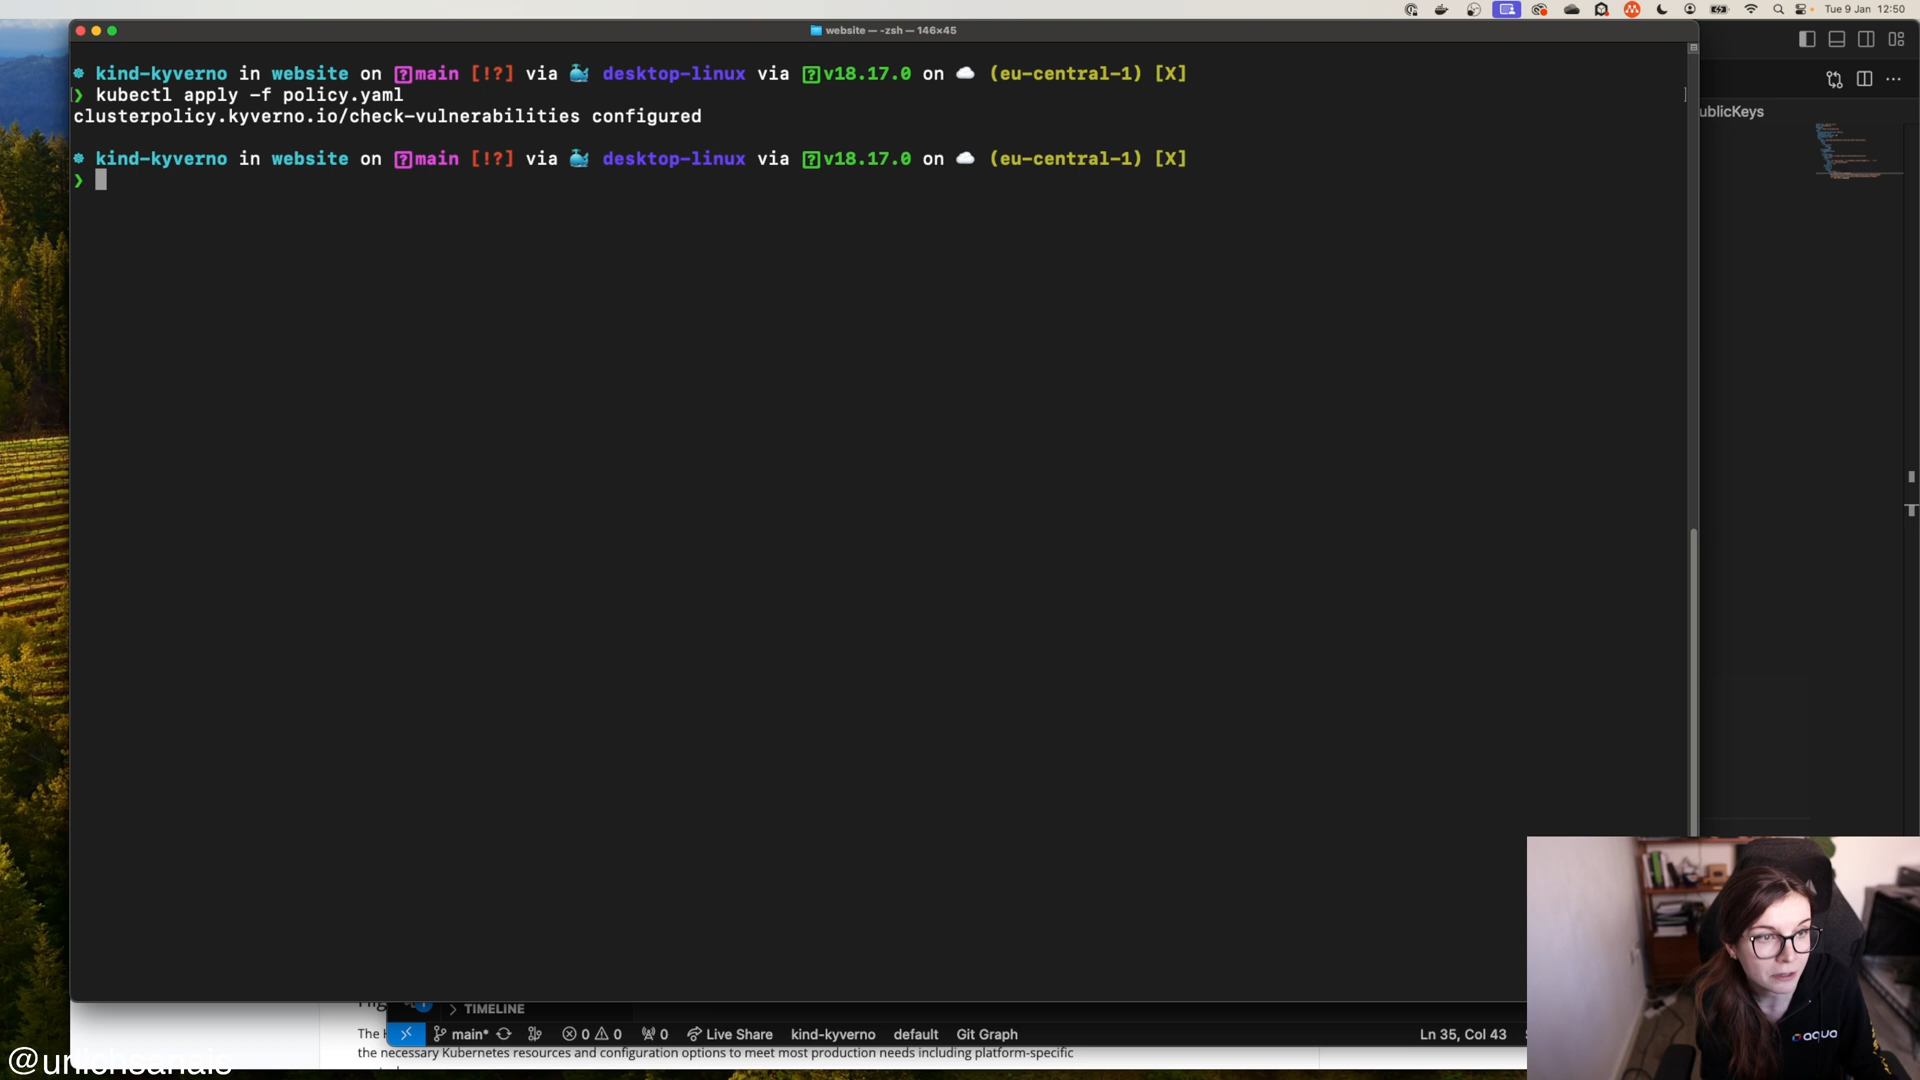 Tue 9 Jan 12:50
website — -zsh — 146×45
kind-kyverno in website on main [!?] via desktop-linux via v18.17.0 on (eu-central-1) [X]
❯ kubectl apply -f policy.yaml
clusterpolicy.kyverno.io/check-vulnerabilities configured
kind-kyverno in website on main [!?] via desktop-linux via v18.17.0 on (eu-central-1) [X]
❯
ublicKeys
TIMELINE
main* 0 0 0 Live Share kind-kyverno default Git Graph Ln 35, Col 43
The
the necessary Kubernetes resources and configuration options to meet most production needs including platform-specific
aqua